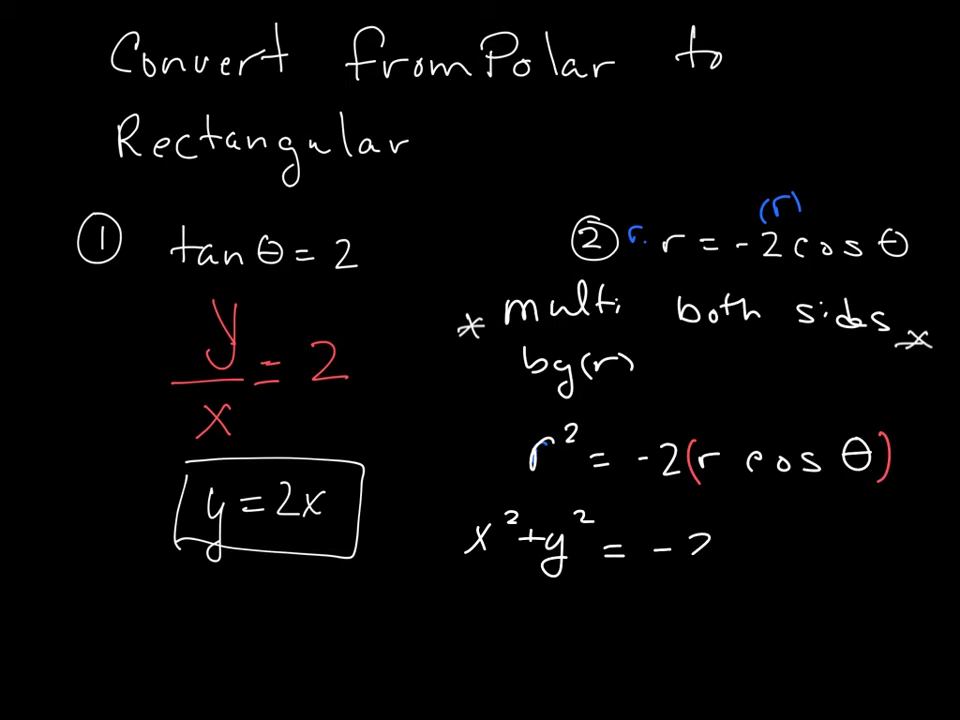 Convert from Polar to
Rectangular
① tanθ = 2
y/x = 2
y = 2x
② r · r = -2 (r) cos θ
* multi both sides *
by (r)
r² = -2(r cos θ)
x² + y² = -2